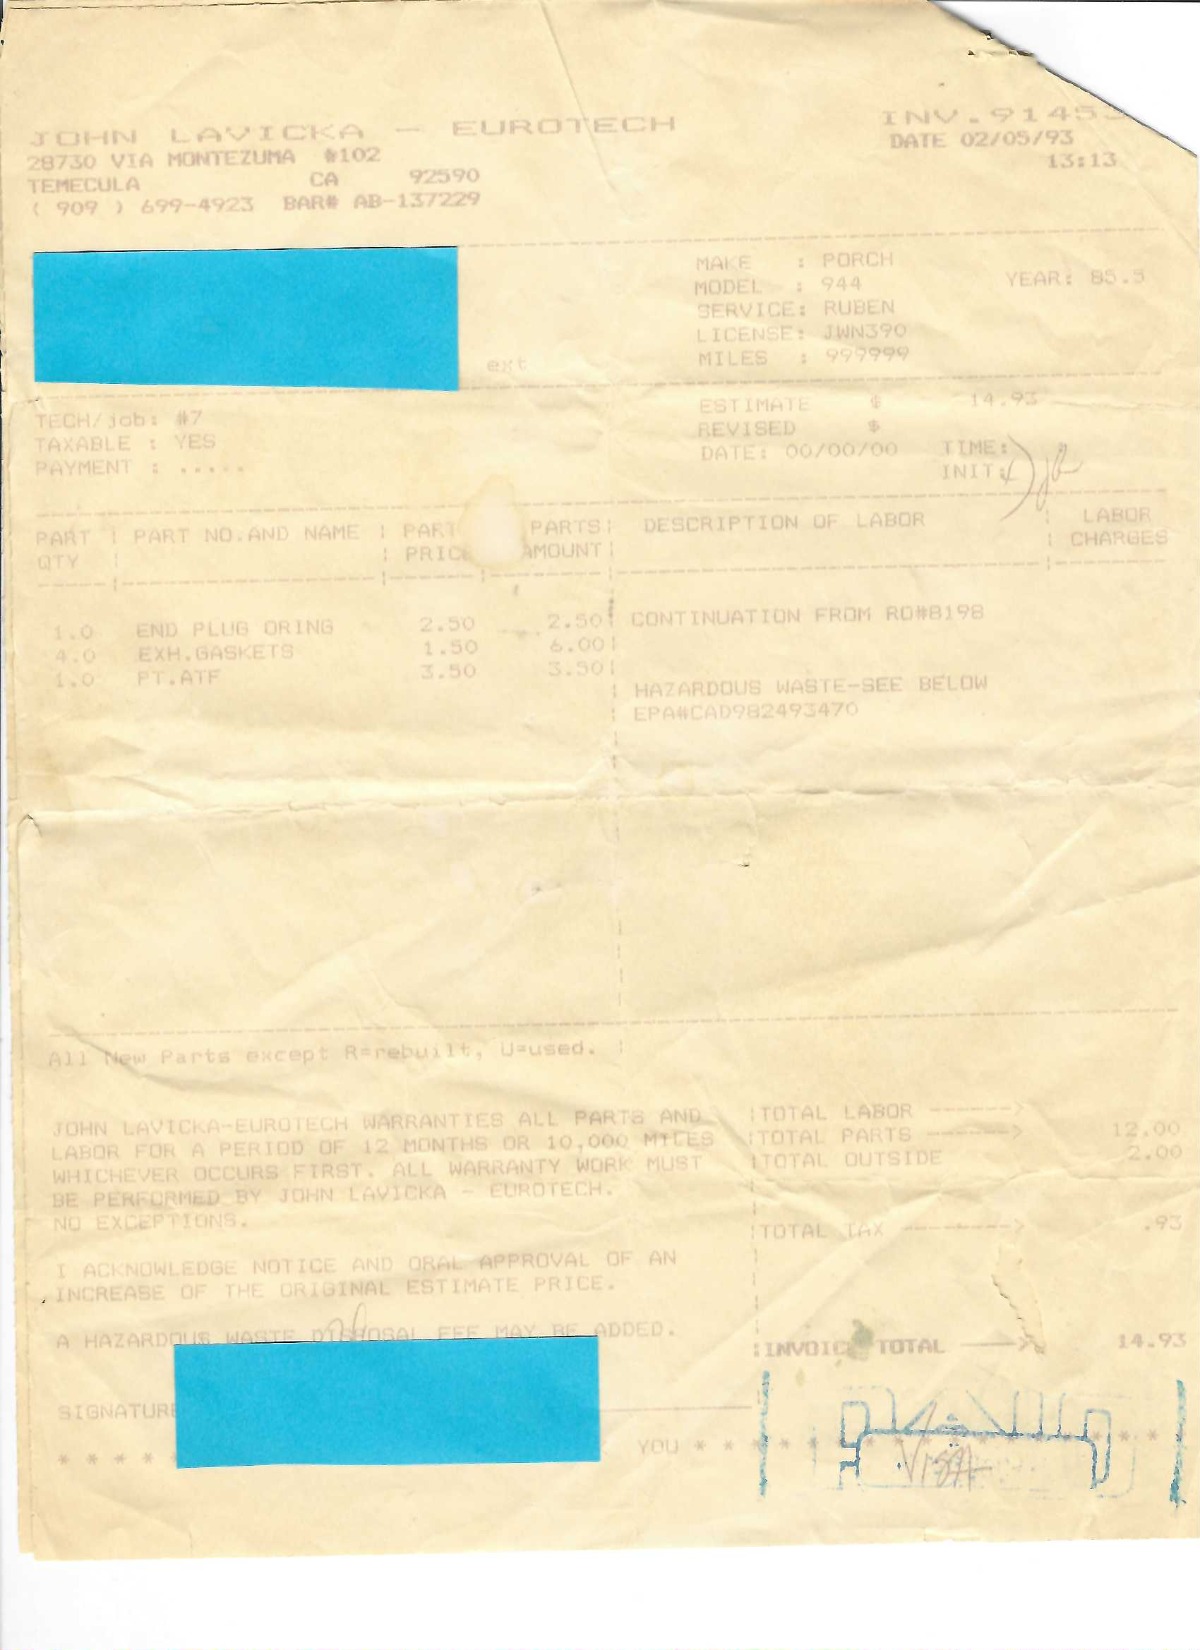 JOHN LAVICKA - EUROTECH
INV.91453
28730 VIA MONTEZUMA #102
DATE 02/05/93
TEMECULA CA 92590
13:13
( 909 ) 699-4923 BAR# AB-137229
MAKE : PORCH
MODEL : 944 YEAR: 85.5
SERVICE: RUBEN
LICENSE: JWN390
MILES : 999999
ext
TECH/job: #7
TAXABLE : YES
PAYMENT : .....
ESTIMATE $ 14.93
REVISED $
DATE: 00/00/00 TIME:
INIT:
PART | PART NO.AND NAME | PART PARTS| DESCRIPTION OF LABOR | LABOR
QTY | | PRICE AMOUNT| | CHARGES
1.0 END PLUG ORING 2.50 2.50| CONTINUATION FROM RO#8198
4.0 EXH.GASKETS 1.50 6.00|
1.0 PT.ATF 3.50 3.50|
| HAZARDOUS WASTE-SEE BELOW
| EPA#CAD982493470
All New Parts except R=rebuilt, U=used. |
JOHN LAVICKA-EUROTECH WARRANTIES ALL PARTS AND
LABOR FOR A PERIOD OF 12 MONTHS OR 10,000 MILES
WHICHEVER OCCURS FIRST. ALL WARRANTY WORK MUST
BE PERFORMED BY JOHN LAVICKA - EUROTECH.
NO EXCEPTIONS.
|TOTAL LABOR ------>
|TOTAL PARTS ------> 12.00
|TOTAL OUTSIDE 2.00
|TOTAL TAX -------> .93
I ACKNOWLEDGE NOTICE AND ORAL APPROVAL OF AN
INCREASE OF THE ORIGINAL ESTIMATE PRICE.
A HAZARDOUS WASTE DISPOSAL FEE MAY BE ADDED.
|INVOICE TOTAL ---> 14.93
SIGNATURE
* * * * YOU * * * * * * * * * * * * * * * *
VISA